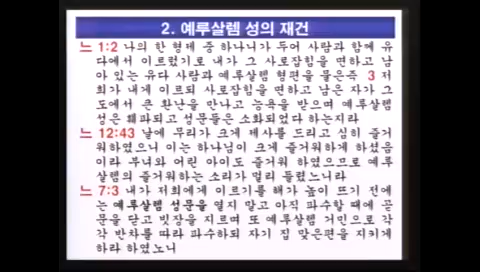 2. 예루살렘 성의 재건
느 1:2 나의 한 형제 중 하나니가 두어 사람과 함께 유
다에서 이르렀기로 내가 그 사로잡힘을 면하고 남
아 있는 유다 사람과 예루살렘 형편을 물은즉 3 저
희가 내게 이르되 사로잡힘을 면하고 남은 자가 그
도에서 큰 환난을 만나고 능욕을 받으며 예루살렘
성은 훼파되고 성문들은 소화되었다 하는지라
느 12:43 날에 무리가 크게 제사를 드리고 심히 즐거
워하였으니 이는 하나님이 크게 즐거워하게 하셨음
이라 부녀와 어린 아이도 즐거워 하였으므로 예루
살렘의 즐거워하는 소리가 멀리 들렸느니라
느 7:3 내가 저희에게 이르기를 해가 높이 뜨기 전에
는 예루살렘 성문을 열지 말고 아직 파수할 때에 곧
문을 닫고 빗장을 지르며 또 예루살렘 거민으로 각
각 반차를 따라 파수하되 자기 집 맞은편을 지키게
하라 하였노니